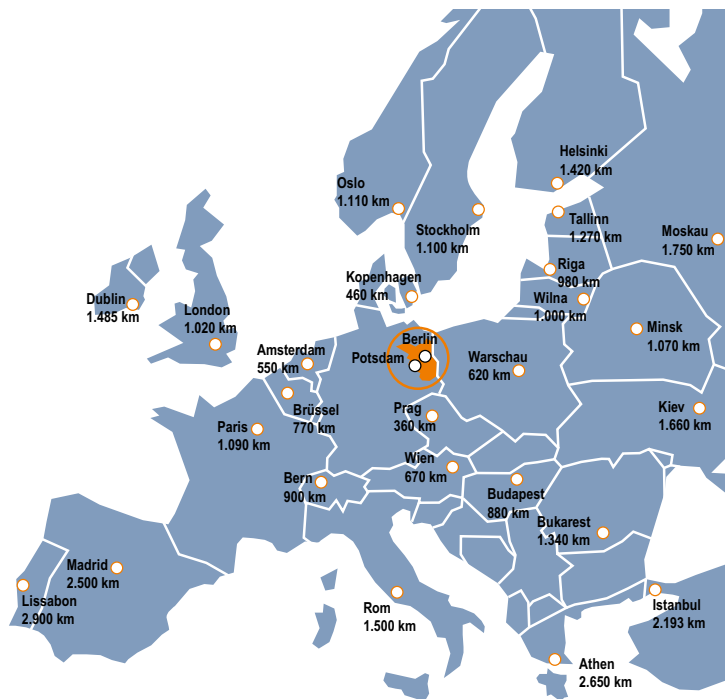 Helsinki
1.420 km
Oslo
1.110 km
Stockholm
1.100 km
Tallinn
1.270 km
Moskau
1.750 km
Riga
980 km
Kopenhagen
460 km
Wilna
1.000 km
Dublin
1.485 km
London
1.020 km
Minsk
1.070 km
Berlin
Potsdam
Amsterdam
550 km
Warschau
620 km
Brüssel
770 km
Prag
360 km
Kiev
1.660 km
Paris
1.090 km
Wien
670 km
Bern
900 km
Budapest
880 km
Bukarest
1.340 km
Madrid
2.500 km
Lissabon
2.900 km
Rom
1.500 km
Istanbul
2.193 km
Athen
2.650 km